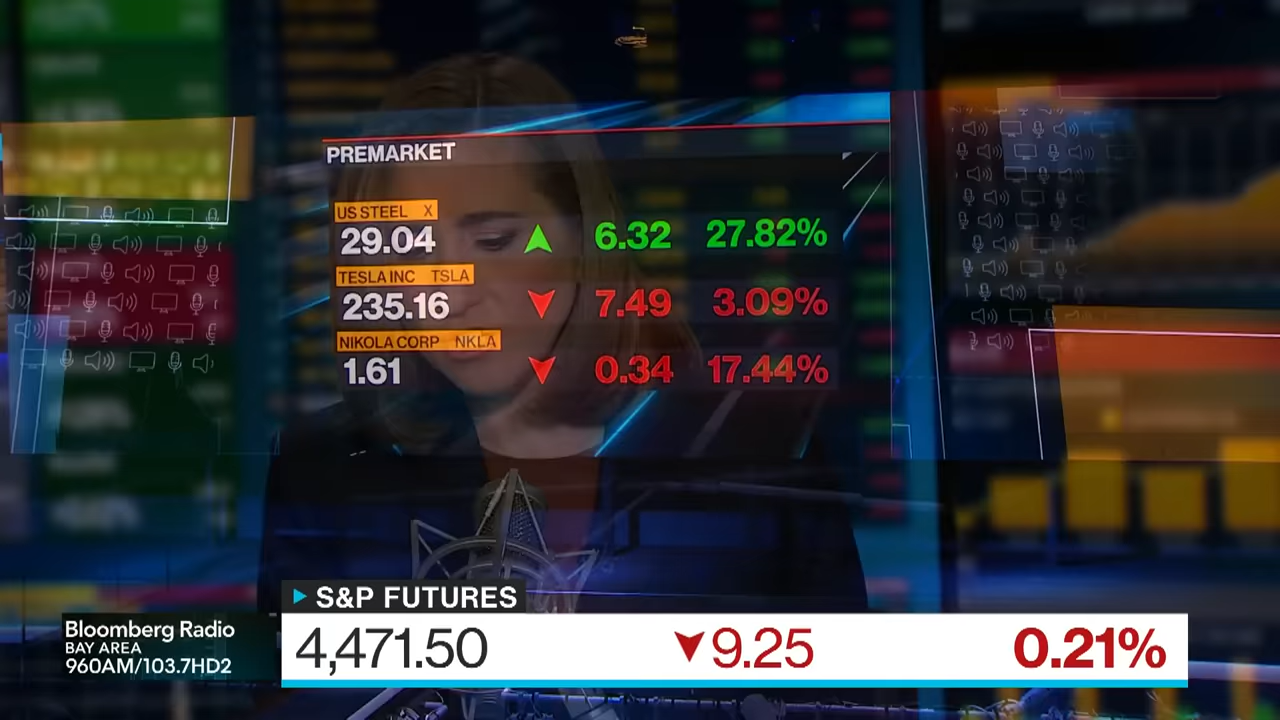 PREMARKET
US STEEL X
29.04 6.32 27.82%
TESLA INC TSLA
235.16 7.49 3.09%
NIKOLA CORP NKLA
1.61 0.34 17.44%
S&P FUTURES
4,471.50 9.25 0.21%
Bloomberg Radio
BAY AREA
960AM/103.7HD2